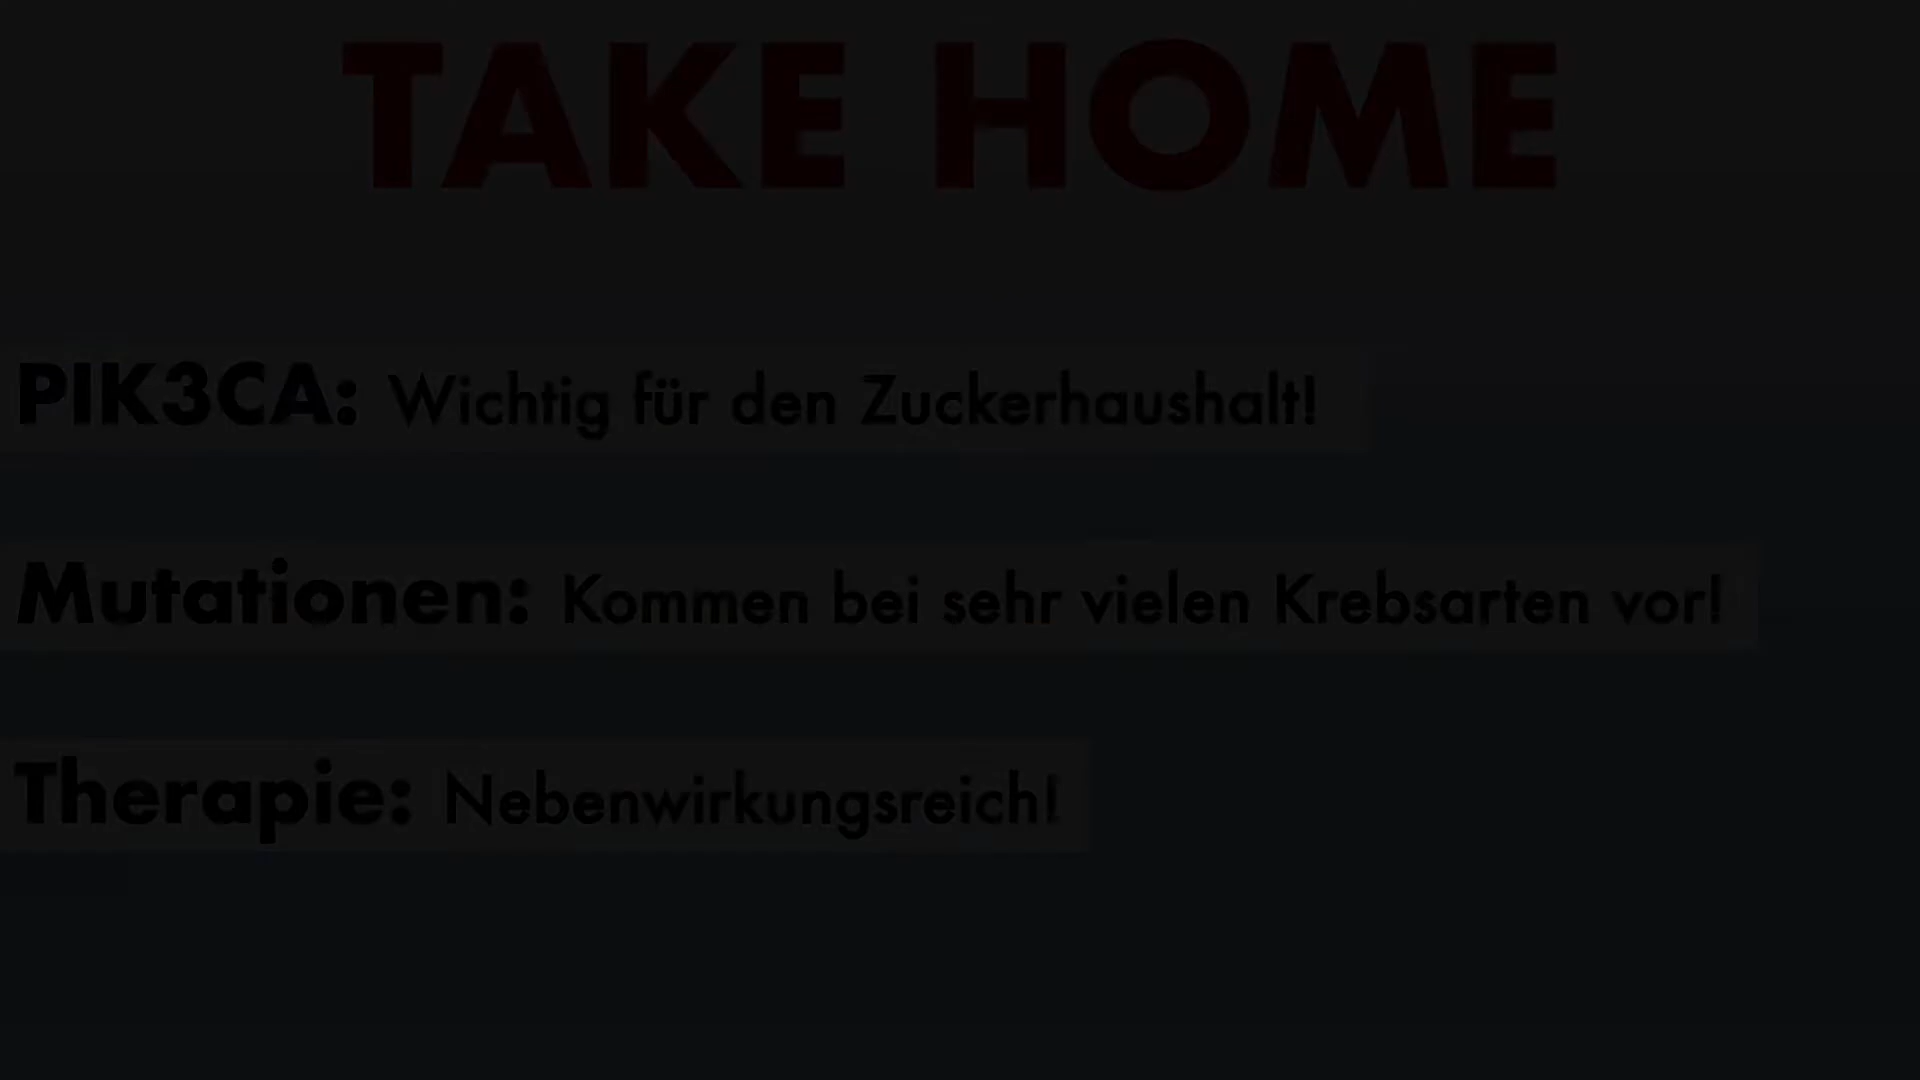 TAKE HOME
PIK3CA: Wichtig für den Zuckerhaushalt!
Mutationen: Kommen bei sehr vielen Krebsarten vor!
Therapie: Nebenwirkungsreich!